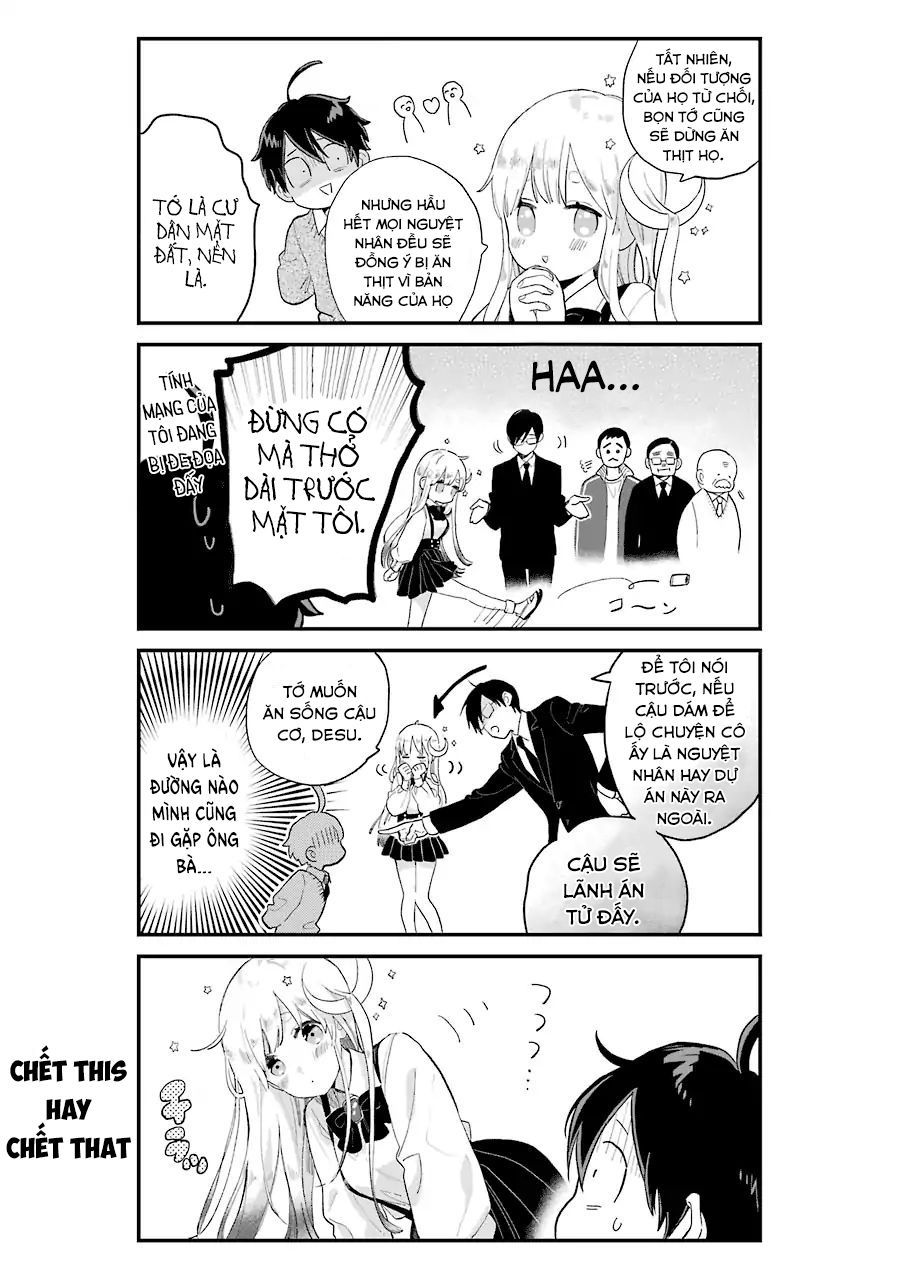 TẤT NHIÊN,
NẾU ĐỐI TƯỢNG
CỦA HỌ TỪ CHỐI,
BỌN TỚ CŨNG
SẼ DỪNG ĂN
THỊT HỌ.
NHƯNG HẦU
HẾT MỌI NGUYỆT
NHÂN ĐỀU SẼ
ĐỒNG Ý BỊ ĂN
THỊT VÌ BẢN
NĂNG CỦA HỌ
TỚ LÀ CƯ
DÂN MẶT
ĐẤT, NÊN
LÀ.
HAA...
ĐỪNG CÓ
MÀ THỞ
DÀI TRƯỚC
MẶT TÔI.
TÍNH
MẠNG CỦA
TÔI ĐANG
BỊ ĐE DỌA
ĐẤY
コ〜ン
ĐỂ TÔI NÓI
TRƯỚC, NẾU
CẬU DÁM ĐỂ
LỘ CHUYỆN CÔ
ẤY LÀ NGUYỆT
NHÂN HAY DỰ
ÁN NÀY RA
NGOÀI.
CẬU SẼ
LÃNH ÁN
TỬ ĐẤY.
TỚ MUỐN
ĂN SỐNG CẬU
CƠ, DESU.
VẬY LÀ
ĐƯỜNG NÀO
MÌNH CŨNG
ĐI GẶP ÔNG
BÀ...
CHẾT THIS
HAY
CHẾT THAT